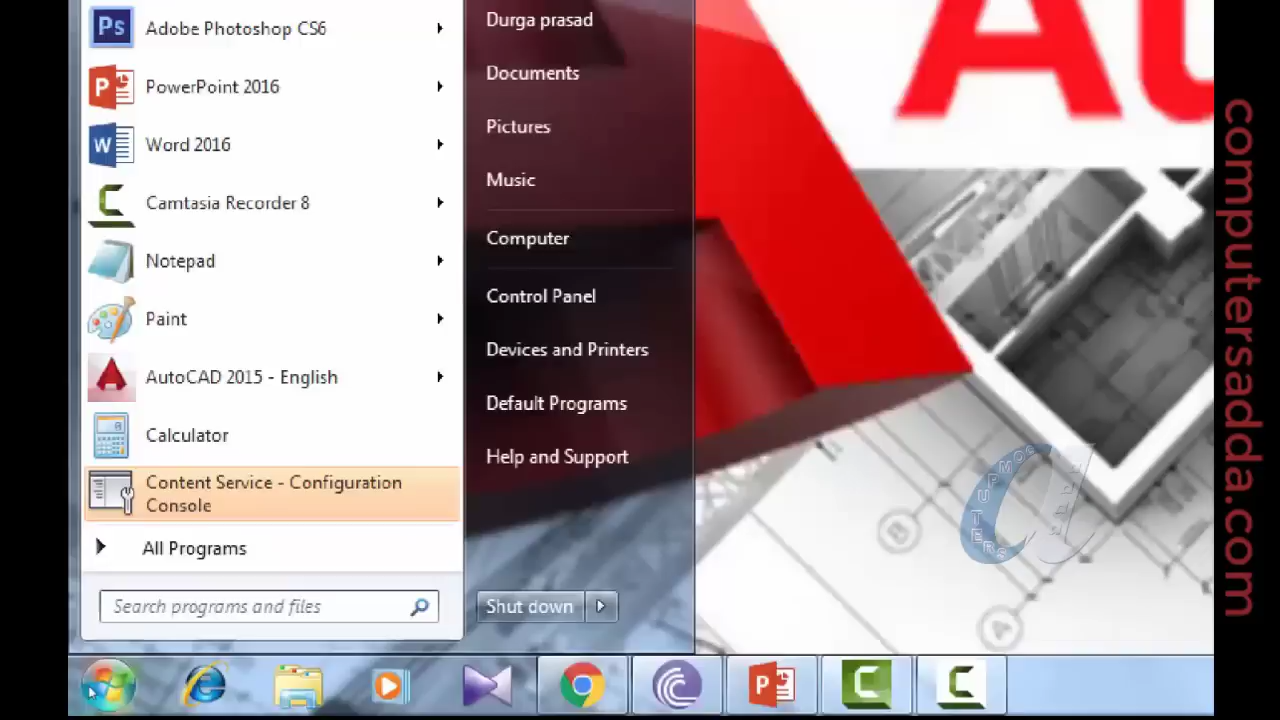 Adobe Photoshop CS6
PowerPoint 2016
Word 2016
Camtasia Recorder 8
Notepad
Paint
AutoCAD 2015 - English
Calculator
Content Service - Configuration
Console
All Programs
Search programs and files
Durga prasad
Documents
Pictures
Music
Computer
Control Panel
Devices and Printers
Default Programs
Help and Support
Shut down
computersadda.com